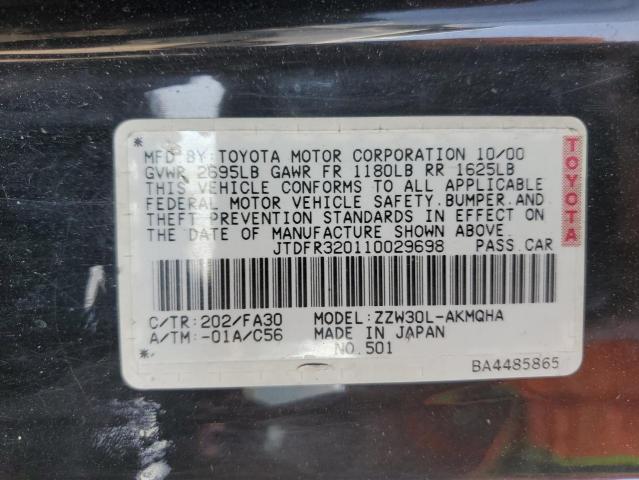 MFD BY:TOYOTA MOTOR CORPORATION 10/00
GVWR 2695LB GAWR FR 1180LB RR 1625LB
THIS VEHICLE CONFORMS TO ALL APPLICABLE
FEDERAL MOTOR VEHICLE SAFETY,BUMPER,AND
THEFT PREVENTION STANDARDS IN EFFECT ON
THE DATE OF MANUFACTURE SHOWN ABOVE.
JTDFR320110029698 PASS.CAR
C/TR:202/FA30 MODEL:ZZW30L-AKMQHA
A/TM:-01A/C56 MADE IN JAPAN
NO.501
BA4485865
TOYOTA